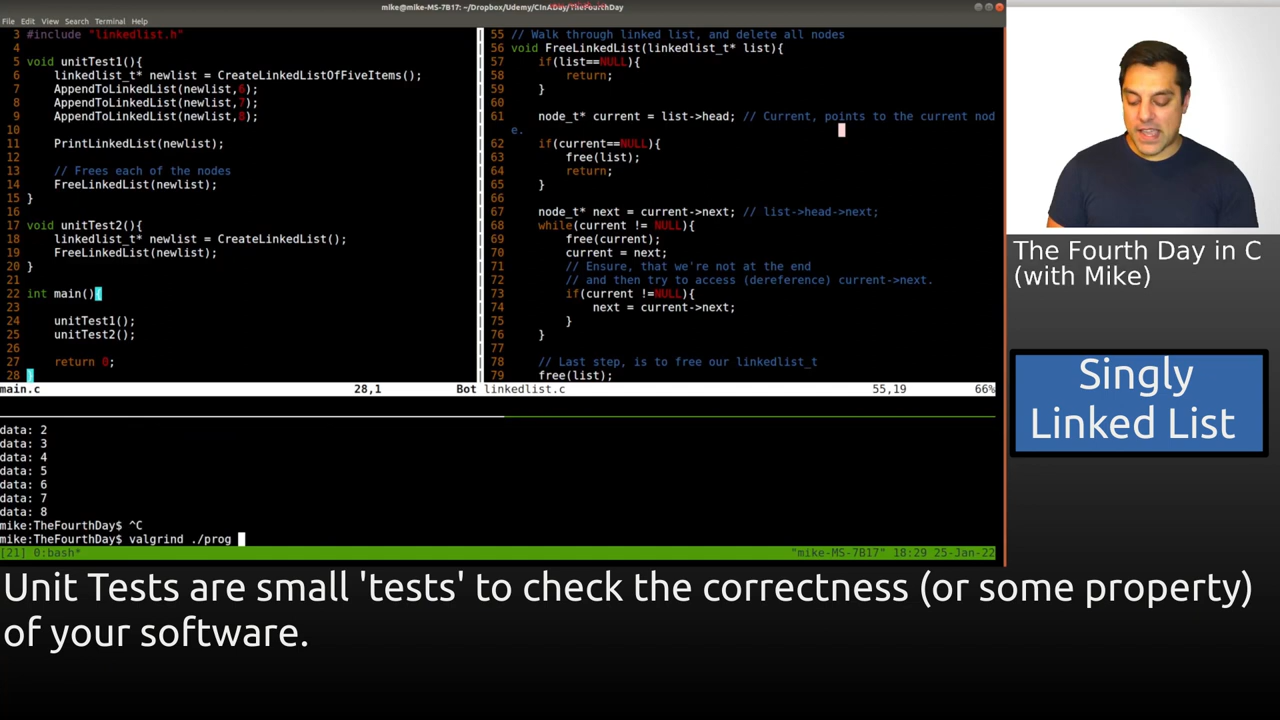 mike@mike-MS-7B17: ~/Dropbox/Udemy/CInADay/TheFourthDay
File Edit View Search Terminal Help
3 #include "linkedlist.h"
4
5 void unitTest1(){
6     linkedlist_t* newlist = CreateLinkedListOfFiveItems();
7     AppendToLinkedList(newlist,6);
8     AppendToLinkedList(newlist,7);
9     AppendToLinkedList(newlist,8);
10
11     PrintLinkedList(newlist);
12
13     // Frees each of the nodes
14     FreeLinkedList(newlist);
15 }
16
17 void unitTest2(){
18     linkedlist_t* newlist = CreateLinkedList();
19     FreeLinkedList(newlist);
20 }
21
22 int main(){
23
24     unitTest1();
25     unitTest2();
26
27     return 0;
28 }
main.c 28,1 Bot
55 // Walk through linked list, and delete all nodes
56 void FreeLinkedList(linkedlist_t* list){
57     if(list==NULL){
58         return;
59     }
60
61     node_t* current = list->head; // Current, points to the current nod
e.
62     if(current==NULL){
63         free(list);
64         return;
65     }
66
67     node_t* next = current->next; // list->head->next;
68     while(current != NULL){
69         free(current);
70         current = next;
71         // Ensure, that we're not at the end
72         // and then try to access (dereference) current->next.
73         if(current !=NULL){
74             next = current->next;
75         }
76     }
77
78     // Last step, is to free our linkedlist_t
79     free(list);
linkedlist.c 55,19 66%
data: 2
data: 3
data: 4
data: 5
data: 6
data: 7
data: 8
mike:TheFourthDay$ ^C
mike:TheFourthDay$ valgrind ./prog
[21] 0:bash* "mike-MS-7B17" 18:29 25-Jan-22
The Fourth Day in C
(with Mike)
Singly
Linked List
Unit Tests are small 'tests' to check the correctness (or some property)
of your software.